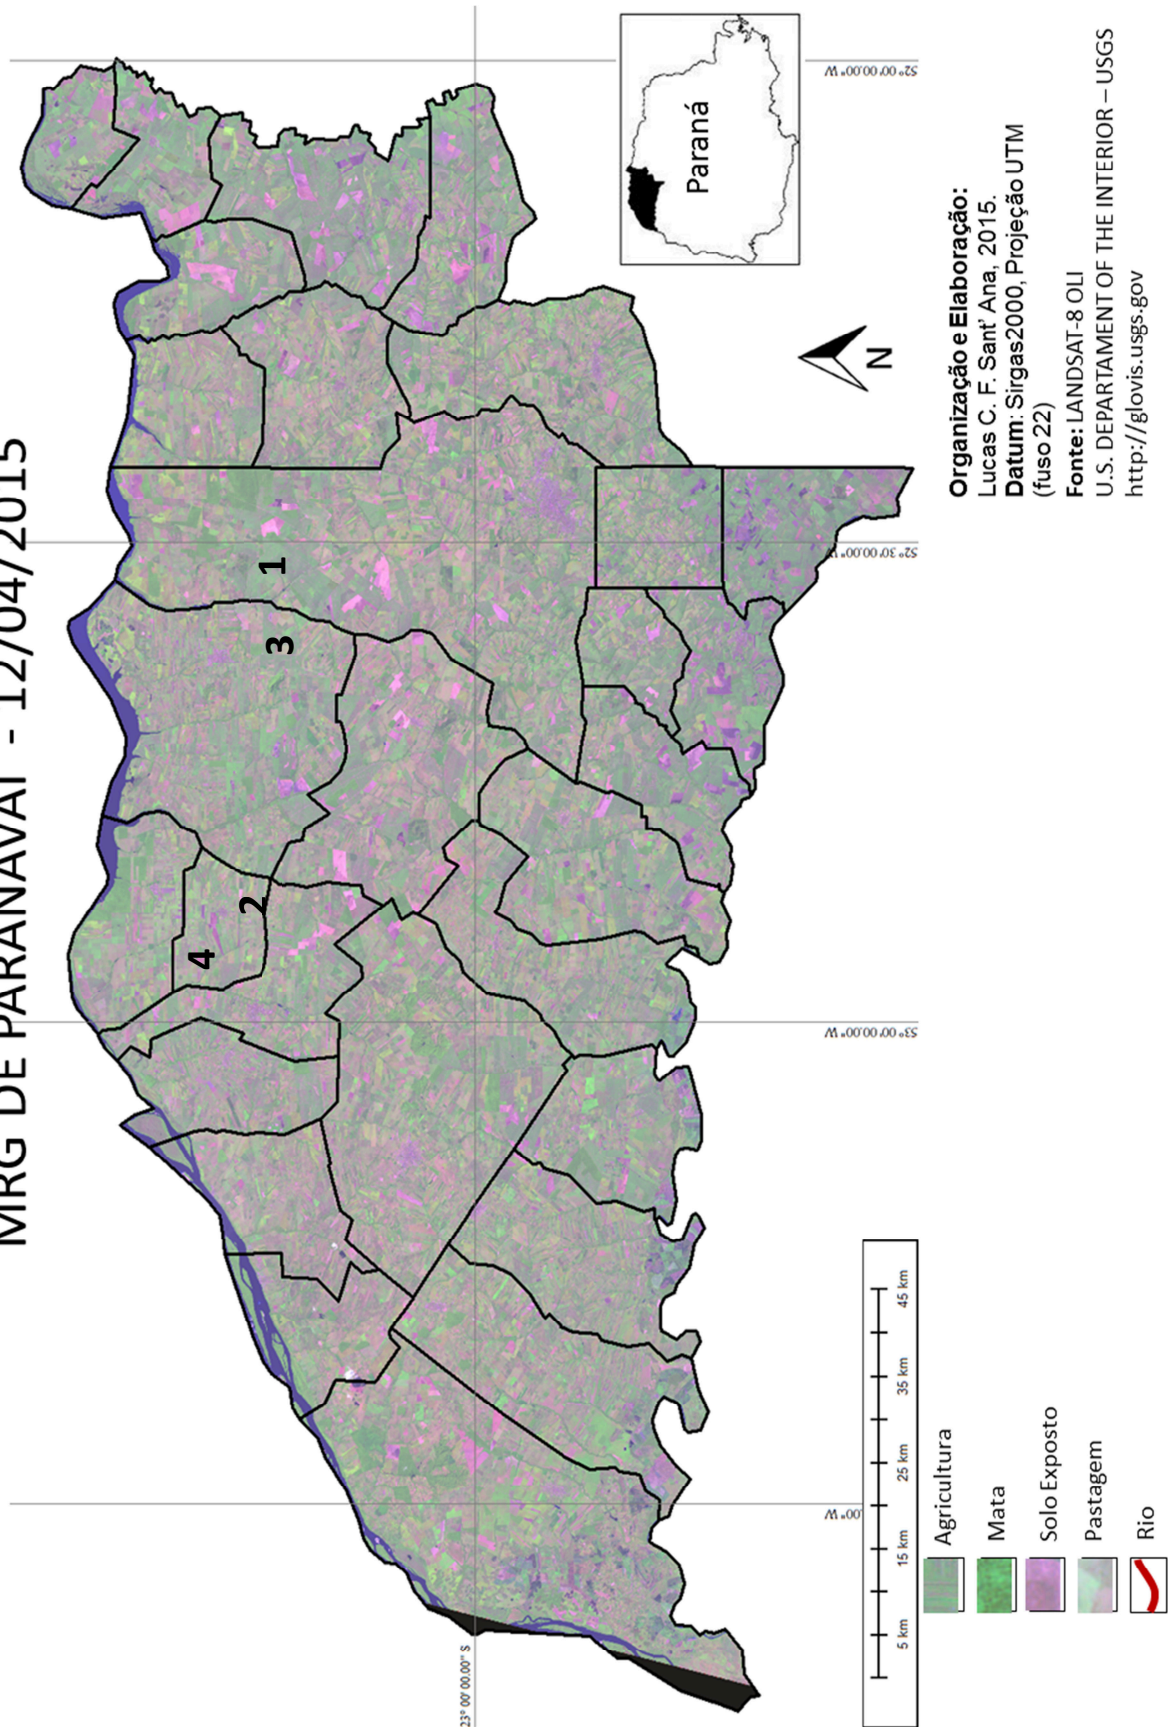 MRG DE PARANAVAÍ - 12/04/2015
1
2
3
4
Paraná
N
52° 00' 00.00" W
52° 30' 00.00" W
53° 00' 00.00" W
00" W
23° 00' 00.00" S
5 km
15 km
25 km
35 km
45 km
Agricultura
Mata
Solo Exposto
Pastagem
Rio
Organização e Elaboração:
Lucas C. F. Sant' Ana, 2015.
Datum: Sirgas2000, Projeção UTM
(fuso 22)
Fonte: LANDSAT-8 OLI
U.S. DEPARTAMENT OF THE INTERIOR – USGS
http://glovis.usgs.gov